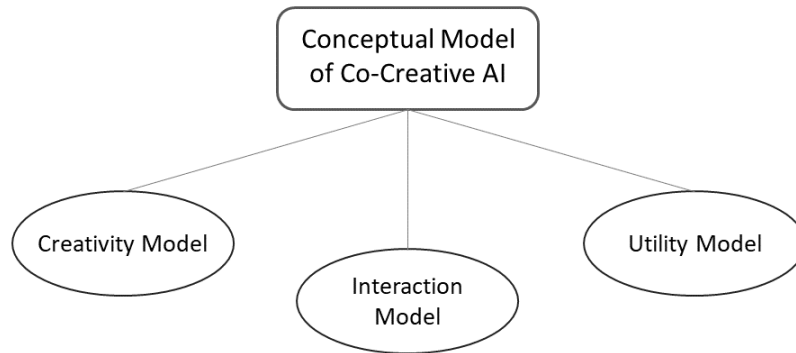 Conceptual Model
of Co-Creative AI
Creativity Model
Interaction
Model
Utility Model